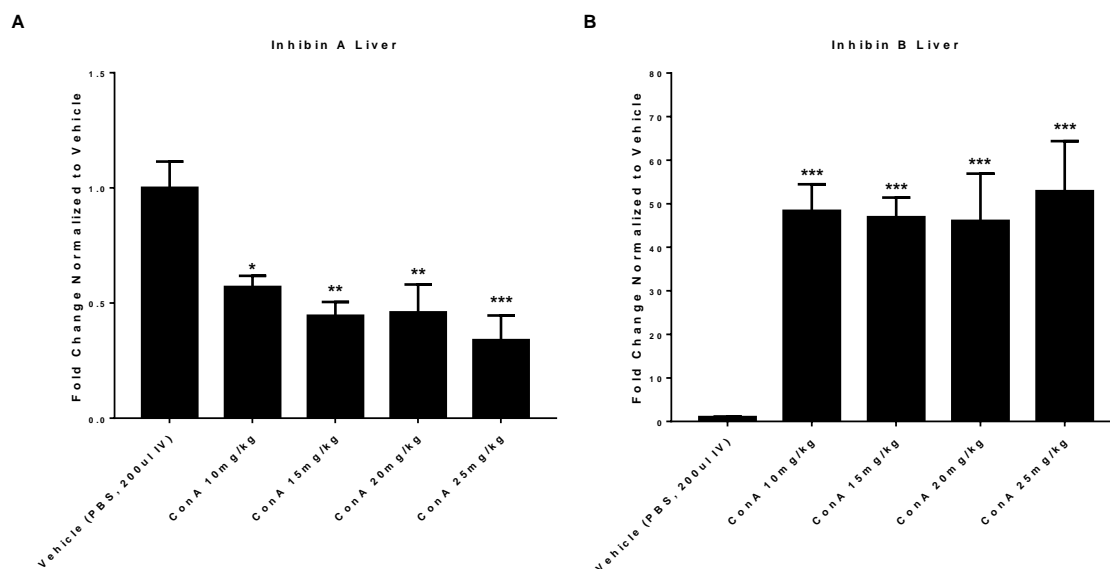 A
Inhibin A Liver
Fold Change Normalized to Vehicle
1.5
1.0
0.5
0.0
*
**
**
***
Vehicle (PBS, 200ul IV)
ConA 10mg/kg
ConA 15mg/kg
ConA 20mg/kg
ConA 25mg/kg
B
Inhibin B Liver
Fold Change Normalized to Vehicle
80
70
60
50
40
30
20
10
0
***
***
***
***
Vehicle (PBS, 200ul IV)
ConA 10mg/kg
ConA 15mg/kg
ConA 20mg/kg
ConA 25mg/kg